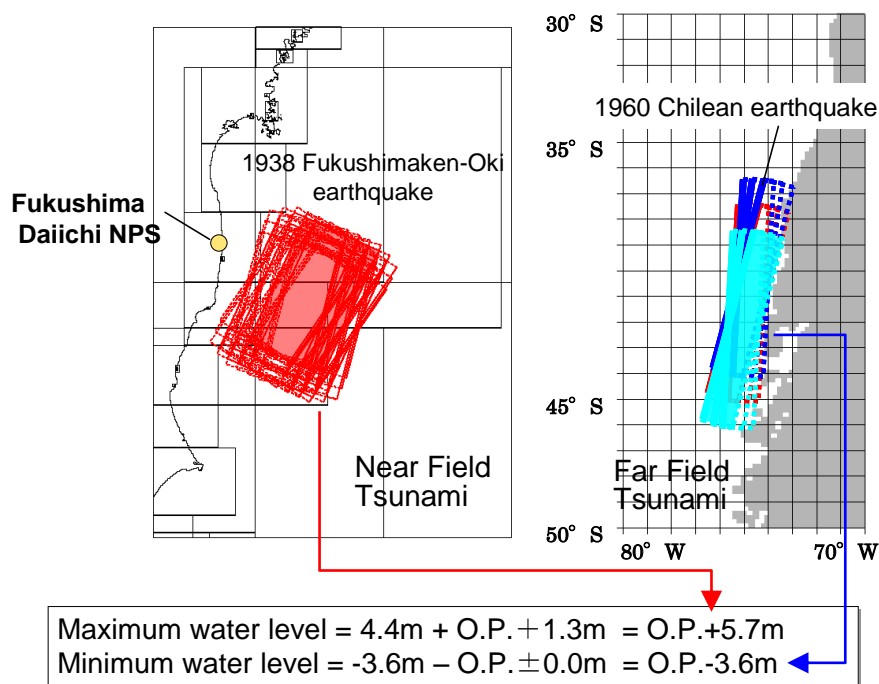 1938 Fukushimaken-Oki
earthquake
Fukushima
Daiichi NPS
Near Field
Tsunami
30° S
1960 Chilean earthquake
35° S
45° S
Far Field
Tsunami
50° S
80° W
70° W
Maximum water level = 4.4m + O.P.＋1.3m = O.P.+5.7m
Minimum water level = -3.6m – O.P.±0.0m = O.P.-3.6m